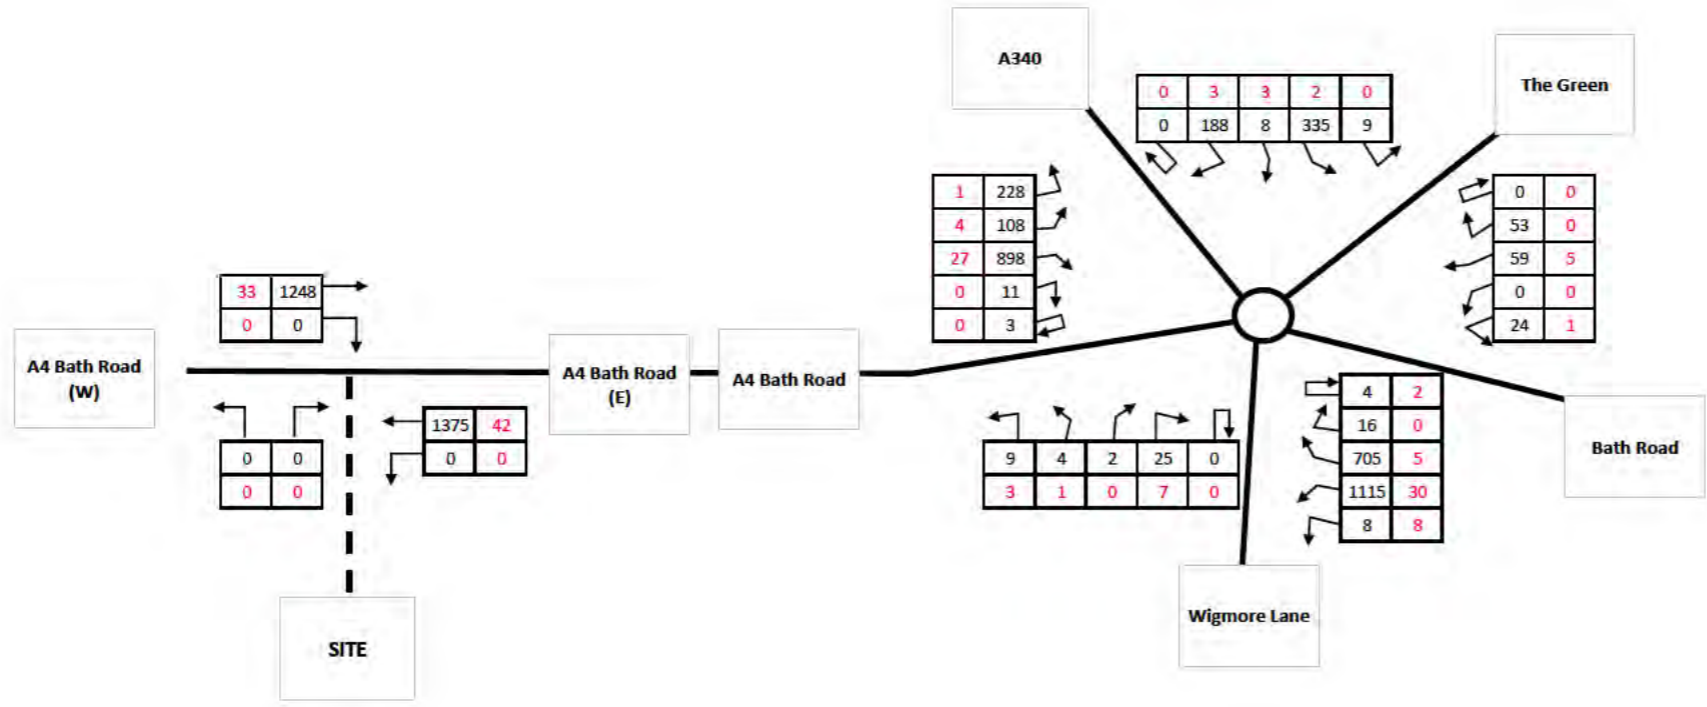 A340
The Green
0 3 3 2 0
0 188 8 335 9
1 228
4 108
27 898
0 11
0 3
0 0
53 0
59 5
0 0
24 1
33 1248
0 0
A4 Bath Road
(W)
A4 Bath Road
(E)
A4 Bath Road
0 0
0 0
1375 42
0 0
9 4 2 25 0
3 1 0 7 0
4 2
16 0
705 5
1115 30
8 8
Bath Road
Wigmore Lane
SITE